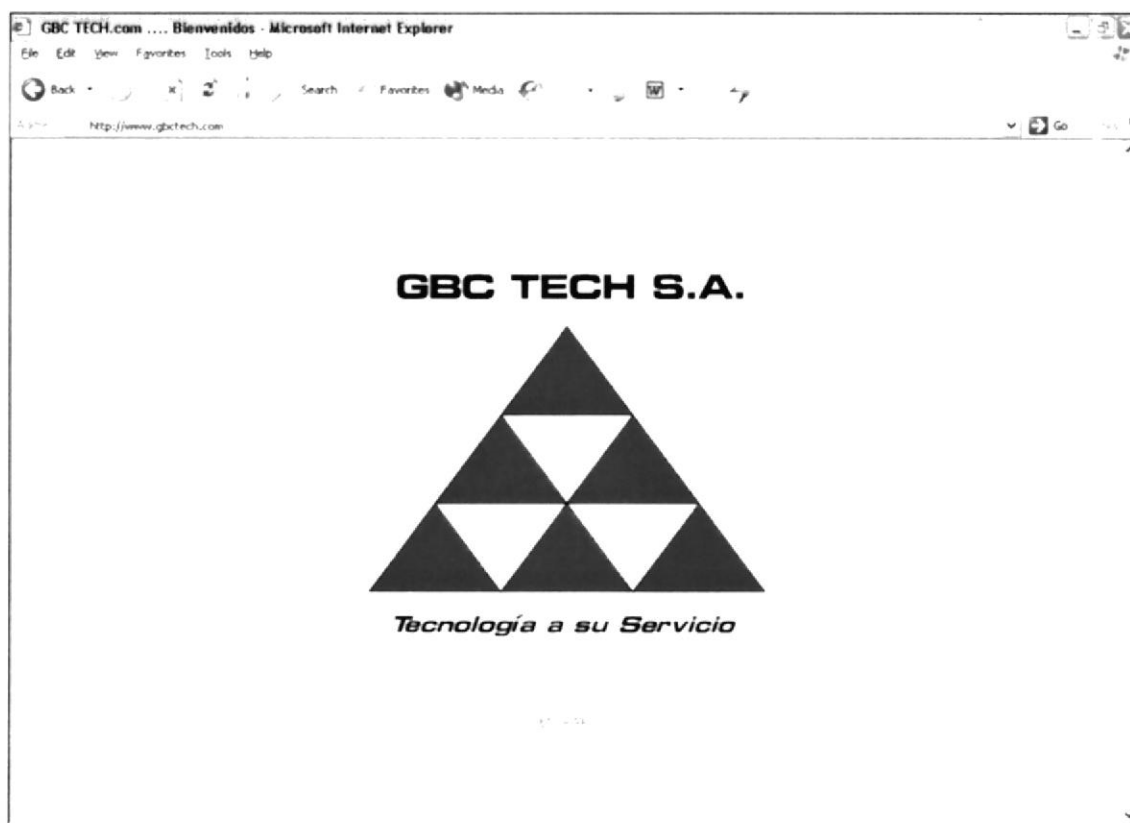 GBC TECH.com .... Bienvenidos - Microsoft Internet Explorer
File Edit View Favorites Tools Help
Back Search Favorites Media
http://www.gbctech.com Go
GBC TECH S.A.
Tecnología a su Servicio